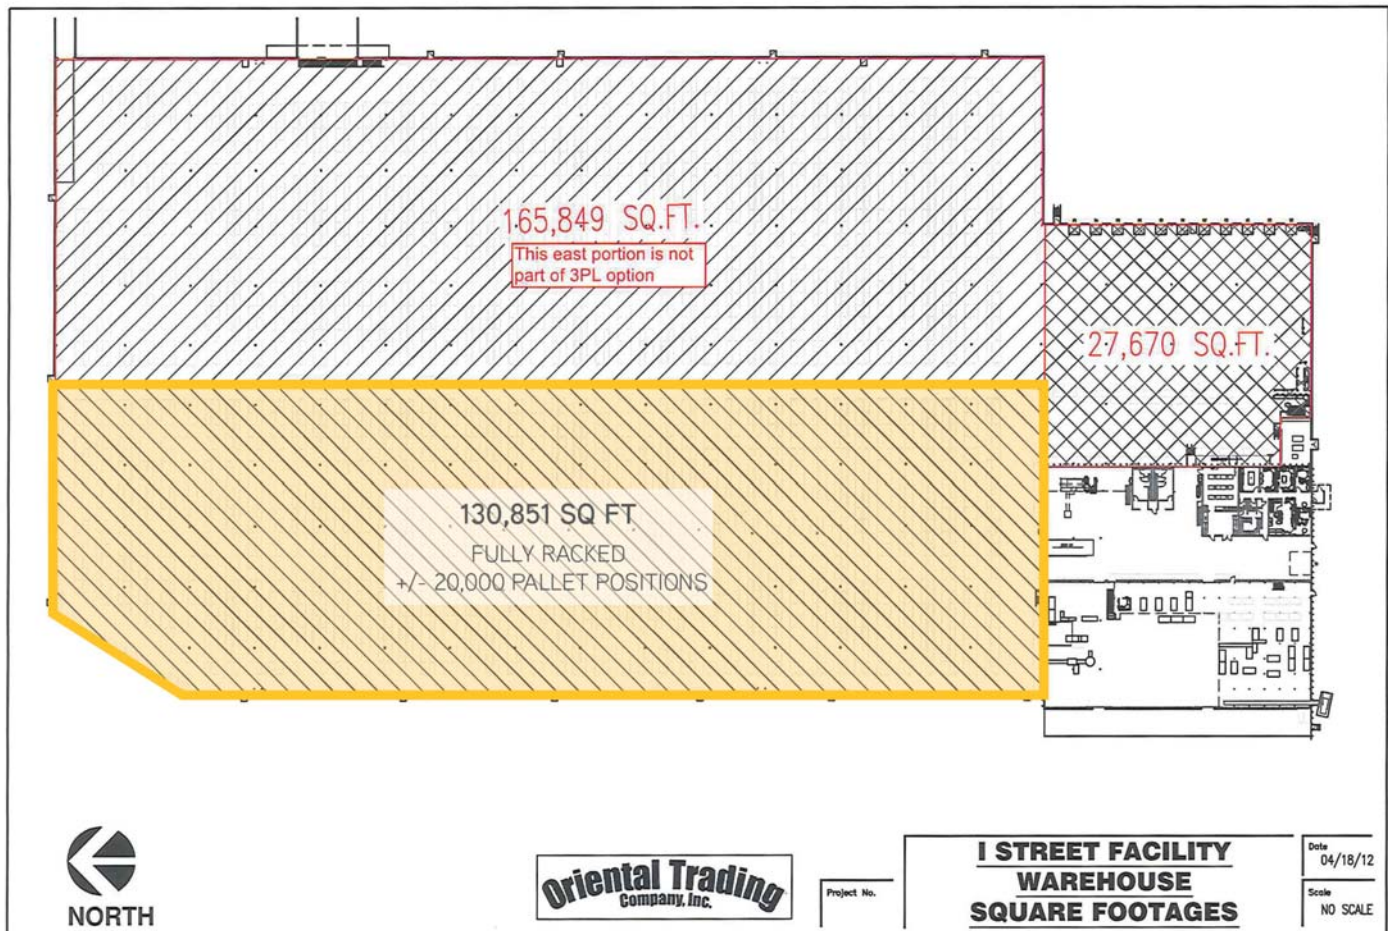 165,849 SQ.FT.
This east portion is not
part of 3PL option
27,670 SQ.FT.
130,851 SQ FT
FULLY RACKED
+/- 20,000 PALLET POSITIONS
NORTH
Oriental Trading
Company, Inc.
Project No.
I STREET FACILITY
WAREHOUSE
SQUARE FOOTAGES
Date
04/18/12
Scale
NO SCALE